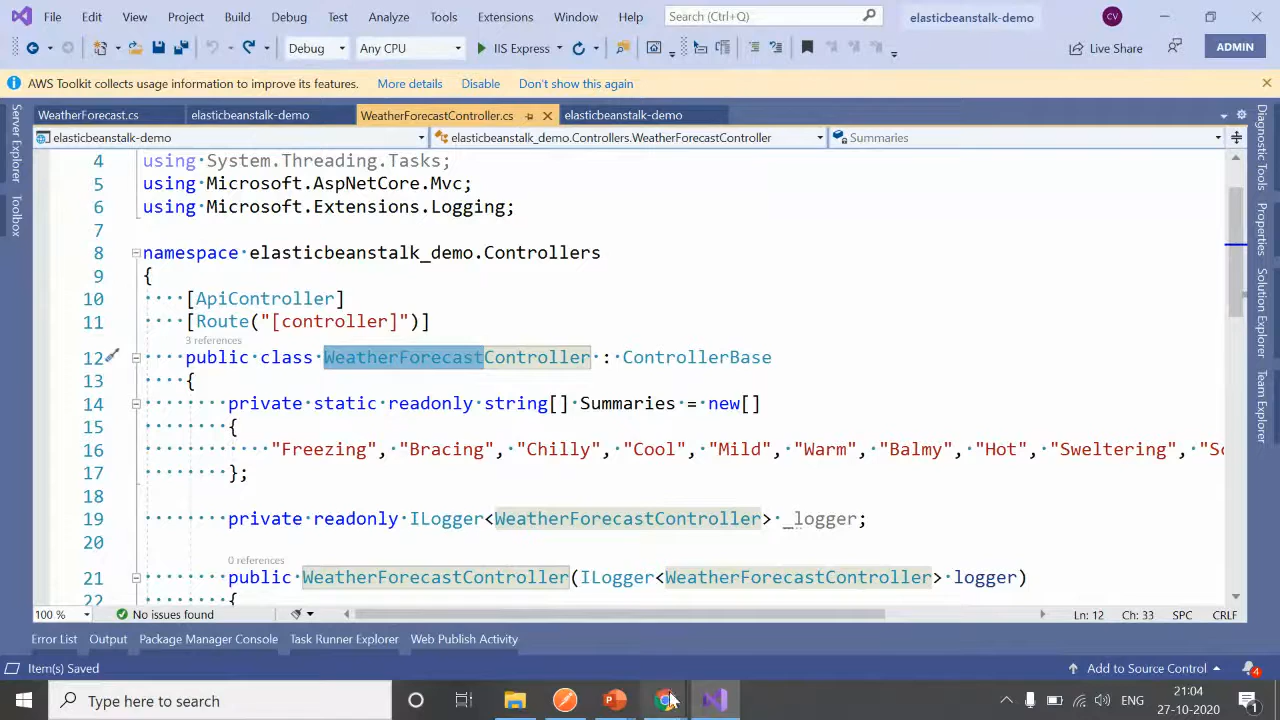 File Edit View Project Build Debug Test Analyze Tools Extensions Window Help Search (Ctrl+Q) elasticbeanstalk-demo CV
Debug Any CPU IIS Express Live Share ADMIN
AWS Toolkit collects usage information to improve its features. More details Disable Don't show this again
WeatherForecast.cs elasticbeanstalk-demo WeatherForecastController.cs elasticbeanstalk-demo
elasticbeanstalk-demo elasticbeanstalk_demo.Controllers.WeatherForecastController Summaries
Server Explorer
Toolbox
Diagnostic Tools
Properties
Solution Explorer
Team Explorer
4 using System.Threading.Tasks;
5 using Microsoft.AspNetCore.Mvc;
6 using Microsoft.Extensions.Logging;
7
8 namespace elasticbeanstalk_demo.Controllers
9 {
10 [ApiController]
11 [Route("[controller]")]
3 references
12 public class WeatherForecastController : ControllerBase
13 {
14 private static readonly string[] Summaries = new[]
15 {
16 "Freezing", "Bracing", "Chilly", "Cool", "Mild", "Warm", "Balmy", "Hot", "Sweltering",
17 };
18
19 private readonly ILogger<WeatherForecastController> _logger;
20
0 references
21 public WeatherForecastController(ILogger<WeatherForecastController> logger)
22 {
100 % No issues found Ln: 12 Ch: 33 SPC CRLF
Error List Output Package Manager Console Task Runner Explorer Web Publish Activity
Item(s) Saved Add to Source Control 4
Type here to search ENG 21:04
27-10-2020 1